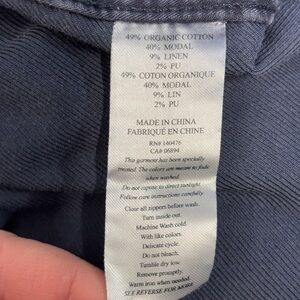 49% ORGANIC COTTON
40% MODAL
9% LINEN
2% PU
49% COTON ORGANIQUE
40% MODAL
9% LIN
2% PU
MADE IN CHINA
FABRIQUÉ EN CHINE
RN# 140476
CA# 06894
This garment has been specially
treated. The colors are meant to fade
when washed.
Do not expose to direct sunlight.
Follow care instructions carefully.
Close all zippers before wash.
Turn inside out.
Machine Wash cold.
With like colors.
Delicate cycle.
Do not bleach.
Tumble dry low.
Remove promptly.
Warm iron when needed.
SEE REVERSE FOR MORE